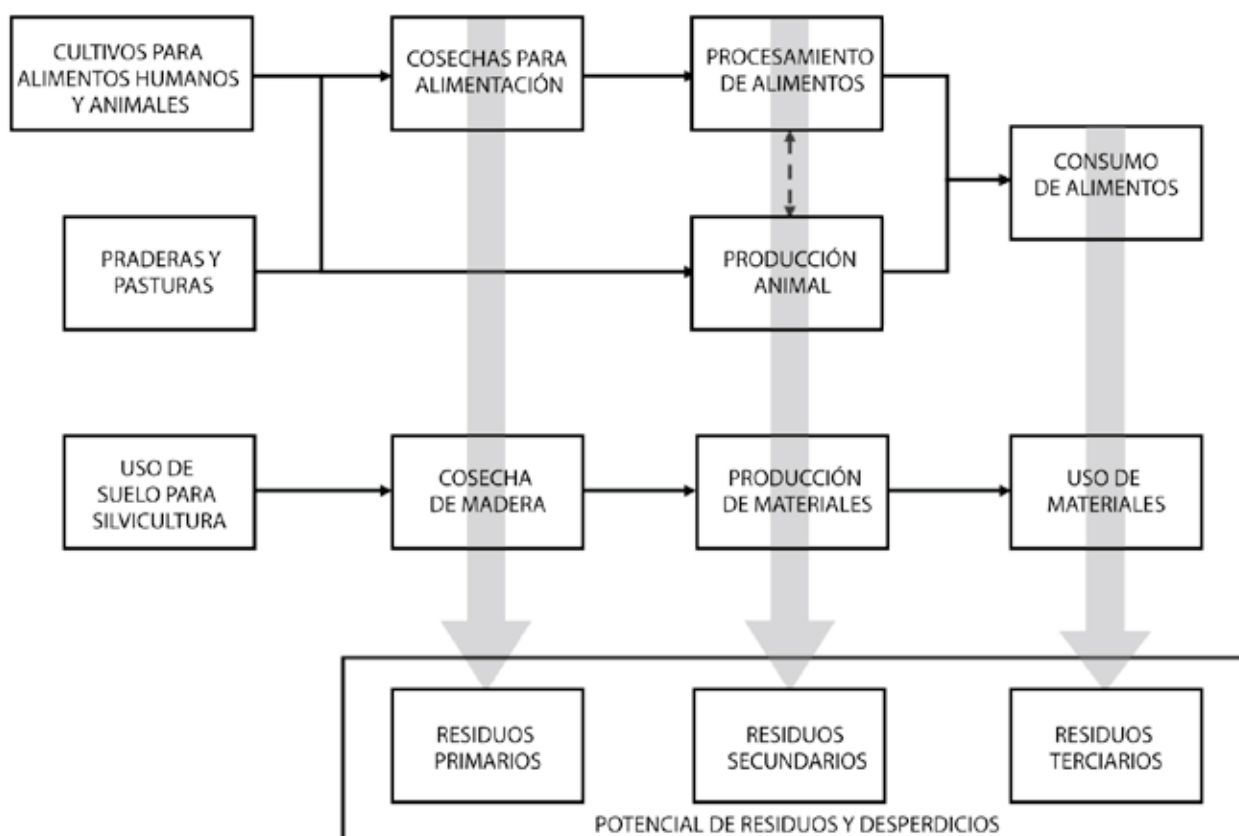 CULTIVOS PARA
ALIMENTOS HUMANOS
Y ANIMALES
COSECHAS PARA
ALIMENTACIÓN
PROCESAMIENTO
DE ALIMENTOS
CONSUMO
DE ALIMENTOS
PRADERAS Y
PASTURAS
PRODUCCIÓN
ANIMAL
USO DE
SUELO PARA
SILVICULTURA
COSECHA
DE MADERA
PRODUCCIÓN
DE MATERIALES
USO DE
MATERIALES
RESIDUOS
PRIMARIOS
RESIDUOS
SECUNDARIOS
RESIDUOS
TERCIARIOS
POTENCIAL DE RESIDUOS Y DESPERDICIOS